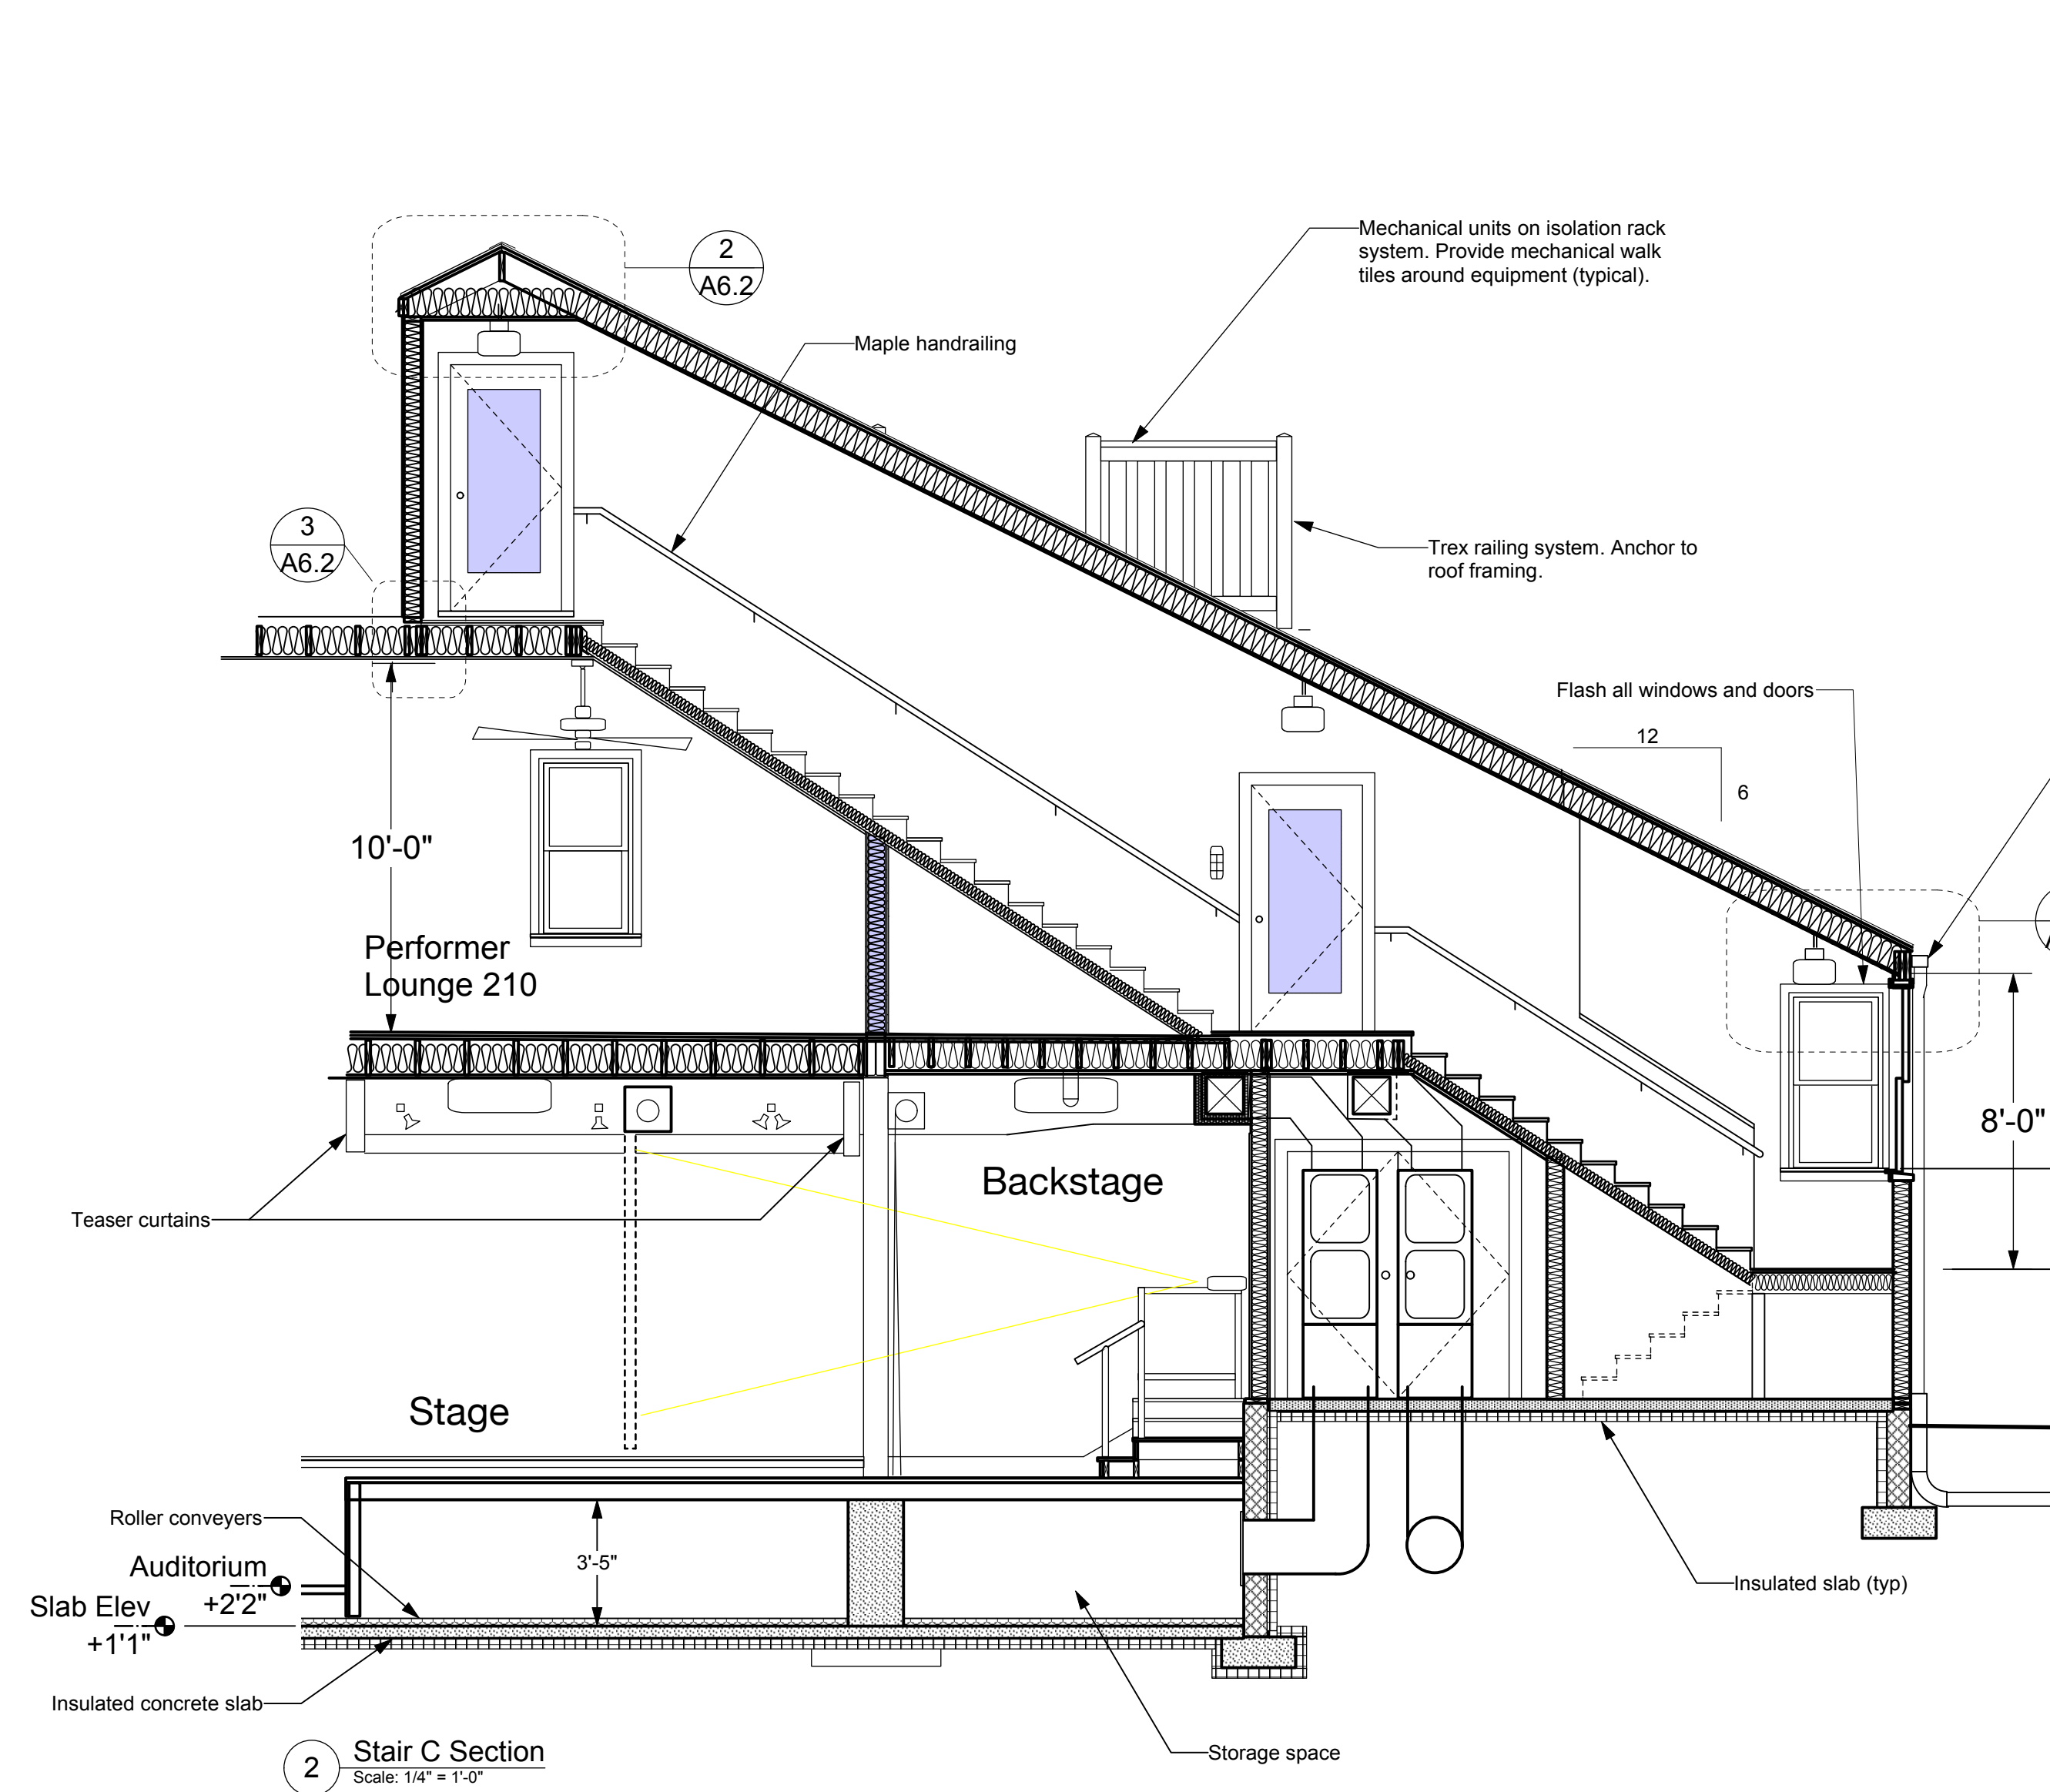 2
A6.2
Mechanical units on isolation rack
system. Provide mechanical walk
tiles around equipment (typical).
Maple handrailing
3
A6.2
Trex railing system. Anchor to
roof framing.
Flash all windows and doors
12
6
10'-0"
Performer
Lounge 210
8'-0"
Backstage
Teaser curtains
Stage
Roller conveyers
3'-5"
Auditorium
+2'2"
Slab Elev
+1'1"
Insulated slab (typ)
Insulated concrete slab
Storage space
2
Stair C Section
Scale: 1/4" = 1'-0"